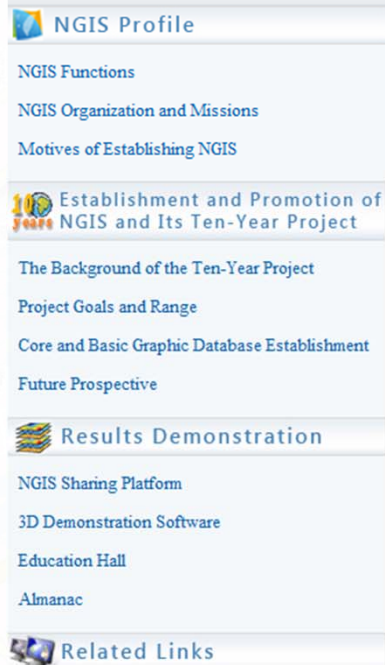 NGIS Profile
NGIS Functions
NGIS Organization and Missions
Motives of Establishing NGIS
10 years
Establishment and Promotion of
NGIS and Its Ten-Year Project
The Background of the Ten-Year Project
Project Goals and Range
Core and Basic Graphic Database Establishment
Future Prospective
Results Demonstration
NGIS Sharing Platform
3D Demonstration Software
Education Hall
Almanac
Related Links